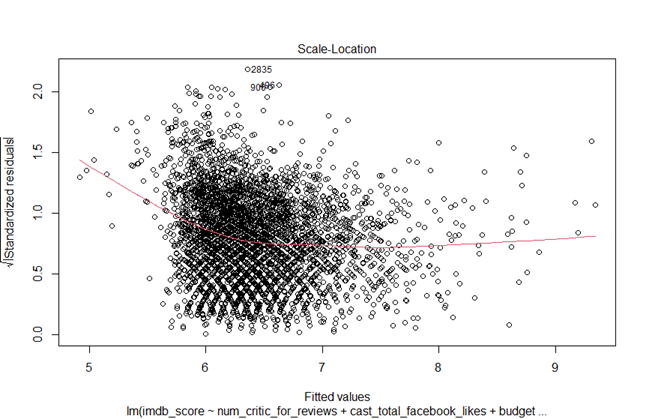 Scale-Location
√|Standardized residuals|
2.0
1.5
1.0
0.5
0.0
2835
5 6 7 8 9
Fitted values
lm(imdb_score ~ num_critic_for_reviews + cast_total_facebook_likes + budget ...